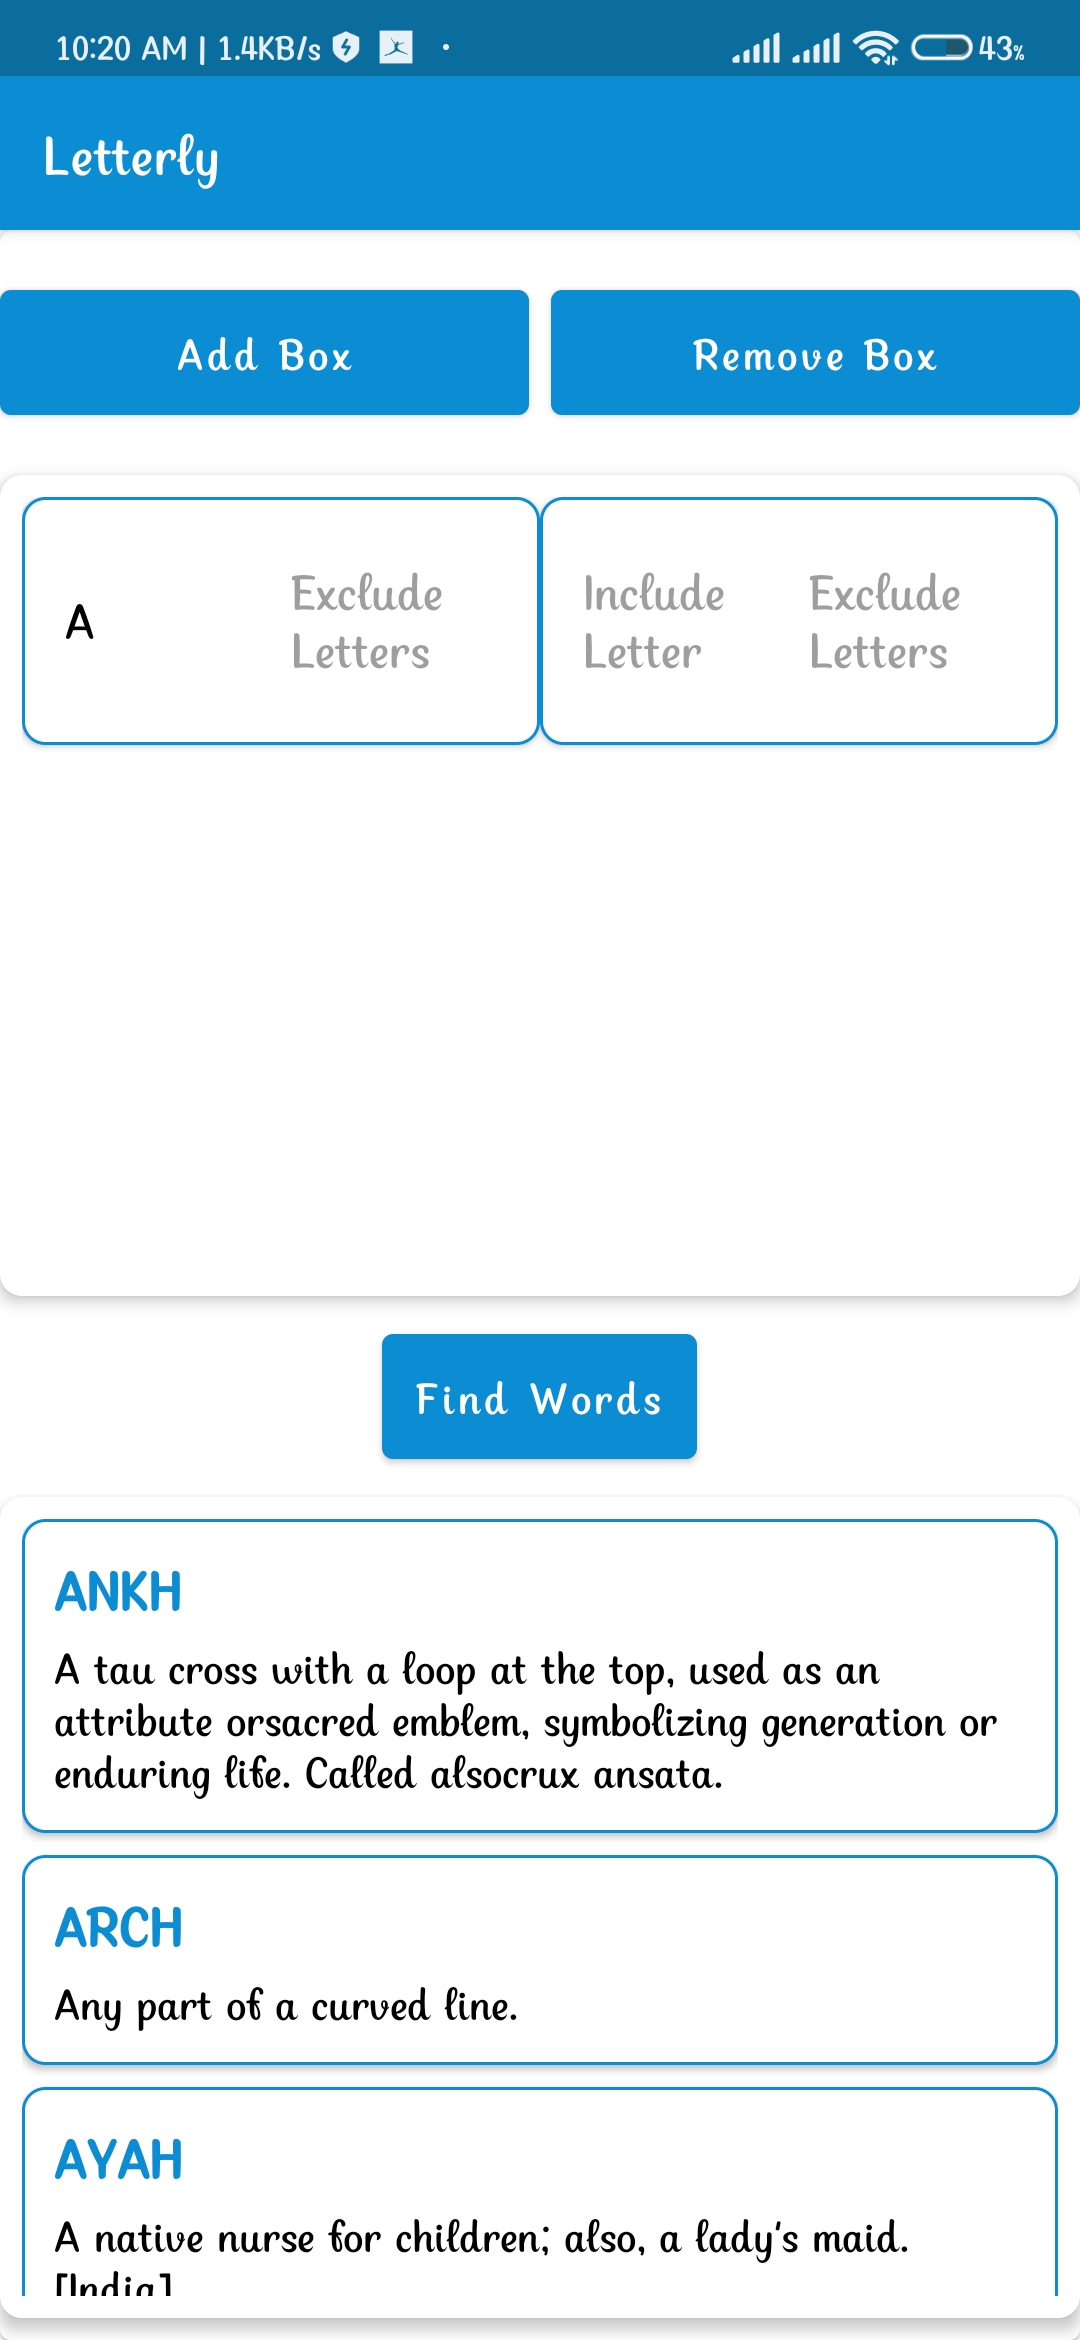 10:20 AM | 1.4KB/s 43%
Letterly
Add Box Remove Box
A
Exclude
Letters
Include
Letter
Exclude
Letters
Find Words
ANKH
A tau cross with a loop at the top, used as an
attribute orsacred emblem, symbolizing generation or
enduring life. Called alsocrux ansata.
ARCH
Any part of a curved line.
AYAH
A native nurse for children; also, a lady's maid.
[India]